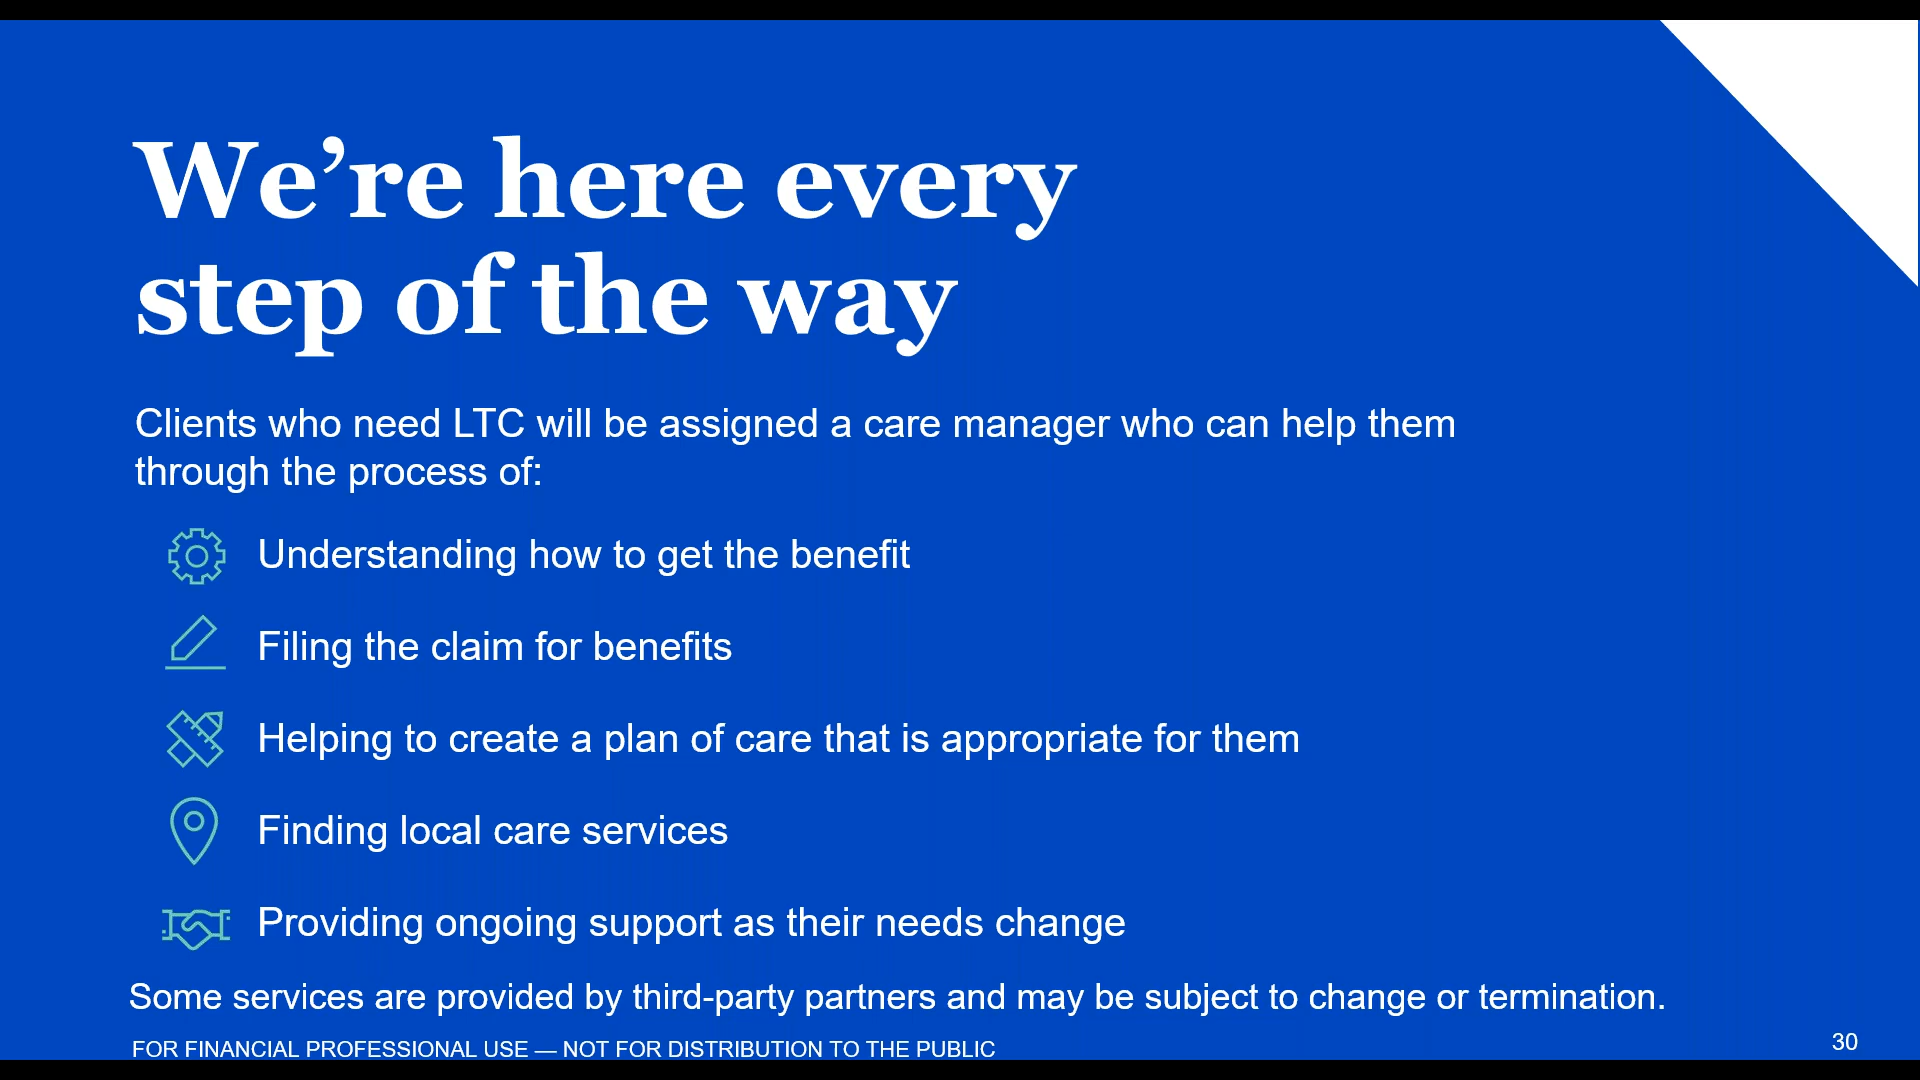 We’re here every
step of the way
Clients who need LTC will be assigned a care manager who can help them
through the process of:
Understanding how to get the benefit
Filing the claim for benefits
Helping to create a plan of care that is appropriate for them
Finding local care services
Providing ongoing support as their needs change
Some services are provided by third-party partners and may be subject to change or termination.
FOR FINANCIAL PROFESSIONAL USE — NOT FOR DISTRIBUTION TO THE PUBLIC
30